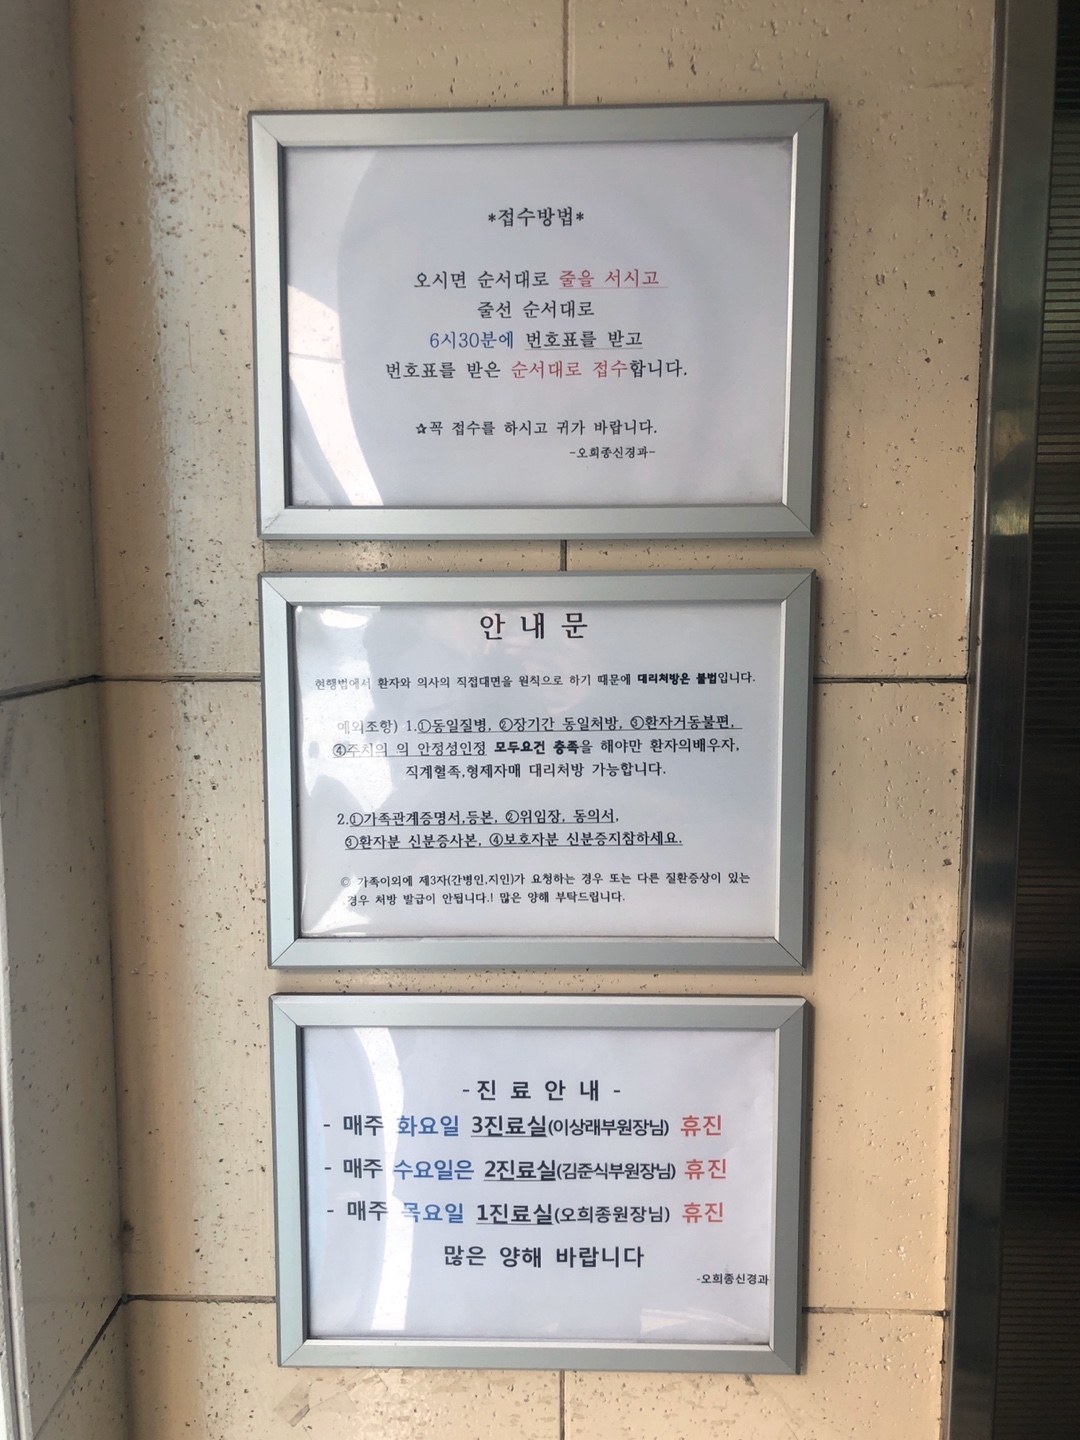 *접수방법*
오시면 순서대로 줄을 서시고
줄선 순서대로
6시30분에 번호표를 받고
번호표를 받은 순서대로 접수합니다.
☆꼭 접수를 하시고 귀가 바랍니다.
-오희종신경과-
안 내 문
현행법에서 환자와 의사의 직접대면을 원칙으로 하기 때문에 대리처방은 불법입니다.
예외조항) 1.①동일질병, ②장기간 동일처방, ③환자거동불편,
④주치의 의 안정성인정 모두요건 충족을 해야만 환자의배우자,
직계혈족,형제자매 대리처방 가능합니다.
2.①가족관계증명서,등본, ②위임장, 동의서,
③환자분 신분증사본, ④보호자분 신분증지참하세요.
◎ 가족이외에 제3자(간병인,지인)가 요청하는 경우 또는 다른 질환증상이 있는
경우 처방 발급이 안됩니다.! 많은 양해 부탁드립니다.
- 진 료 안 내 -
- 매주 화요일 3진료실(이상래부원장님) 휴진
- 매주 수요일은 2진료실(김준식부원장님) 휴진
- 매주 목요일 1진료실(오희종원장님) 휴진
많은 양해 바랍니다
-오희종신경과